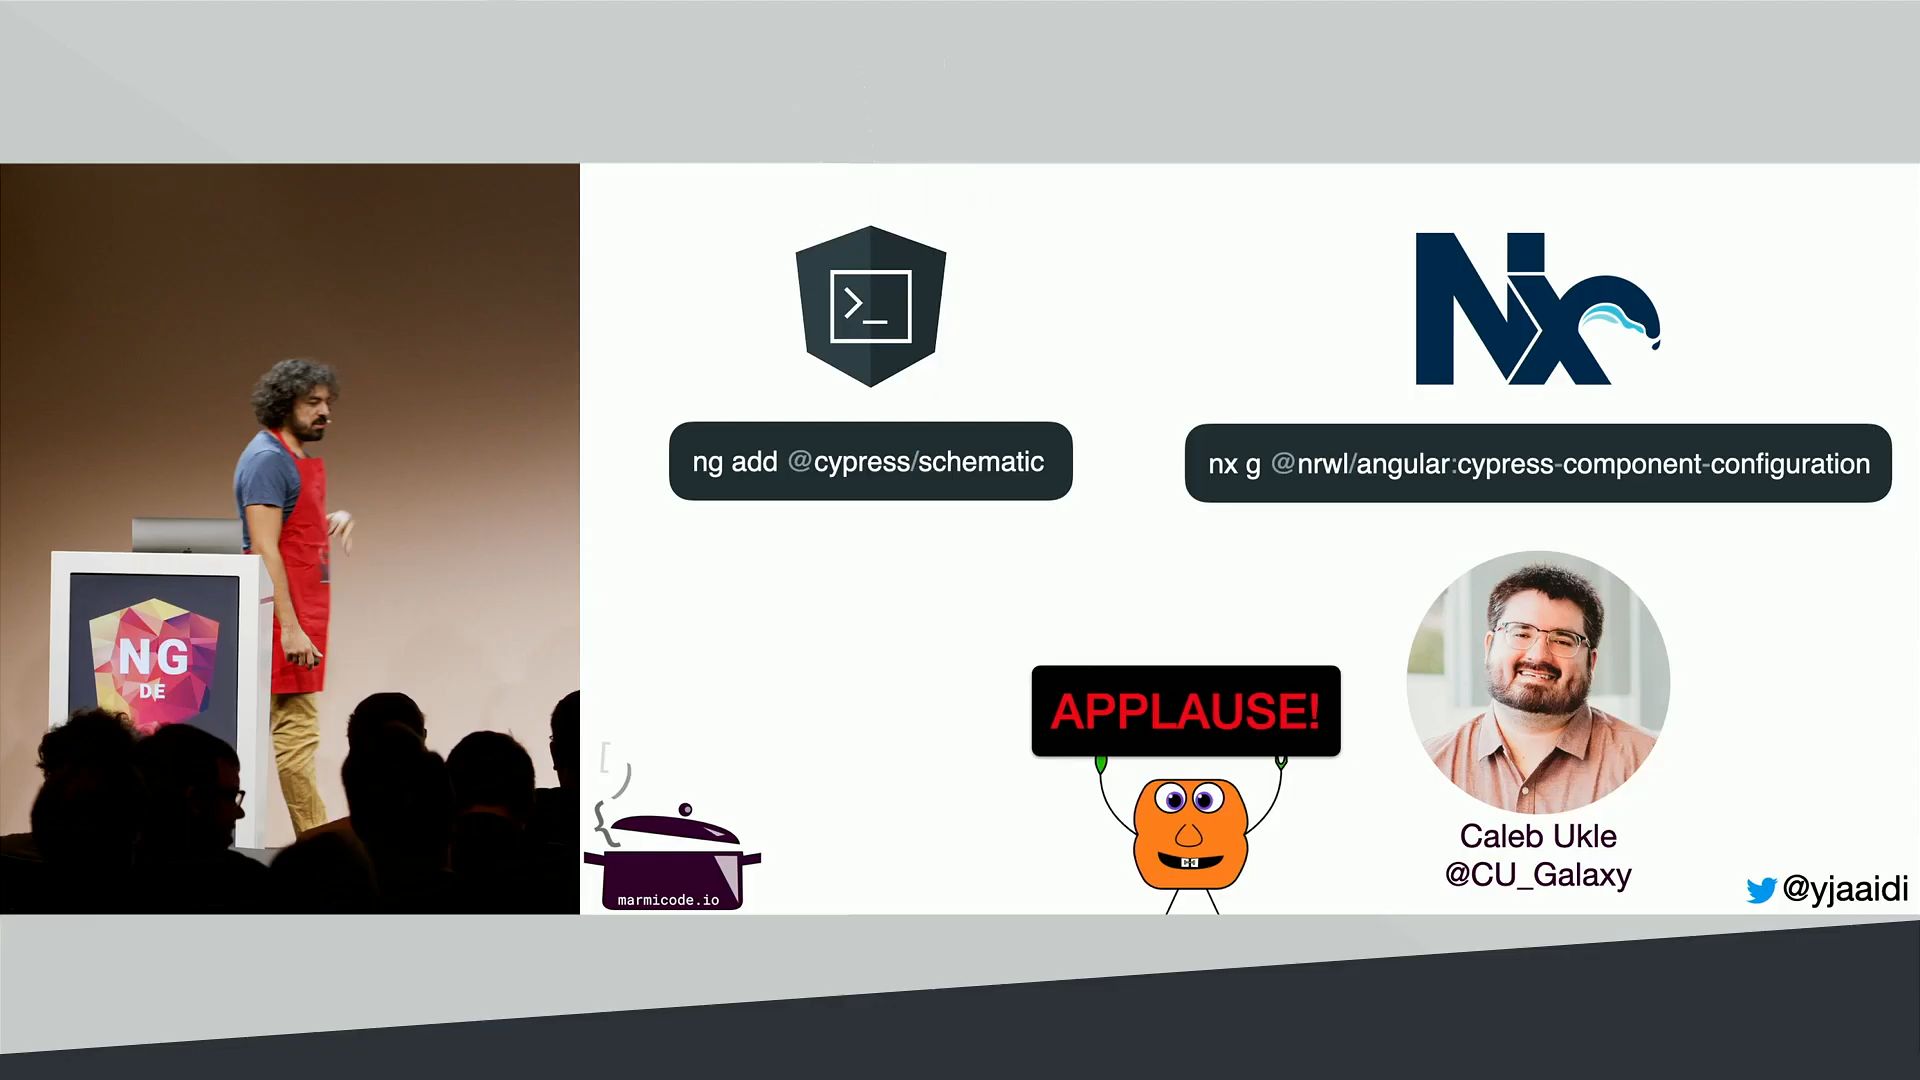 NG
DE
>_
Nx
ng add @cypress/schematic
nx g @nrwl/angular:cypress-component-configuration
APPLAUSE!
[
)
{
marmicode.io
Caleb Ukle
@CU_Galaxy
@yjaaidi